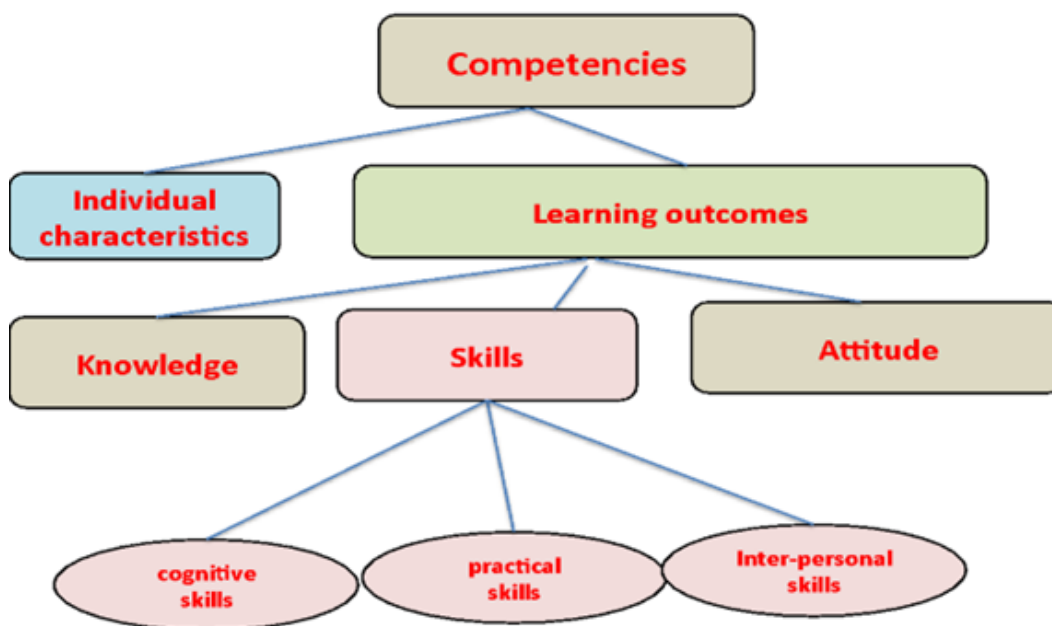 Competencies
Individual
characteristics
Learning outcomes
Knowledge
Skills
Attitude
cognitive
skills
practical
skills
Inter-personal
skills